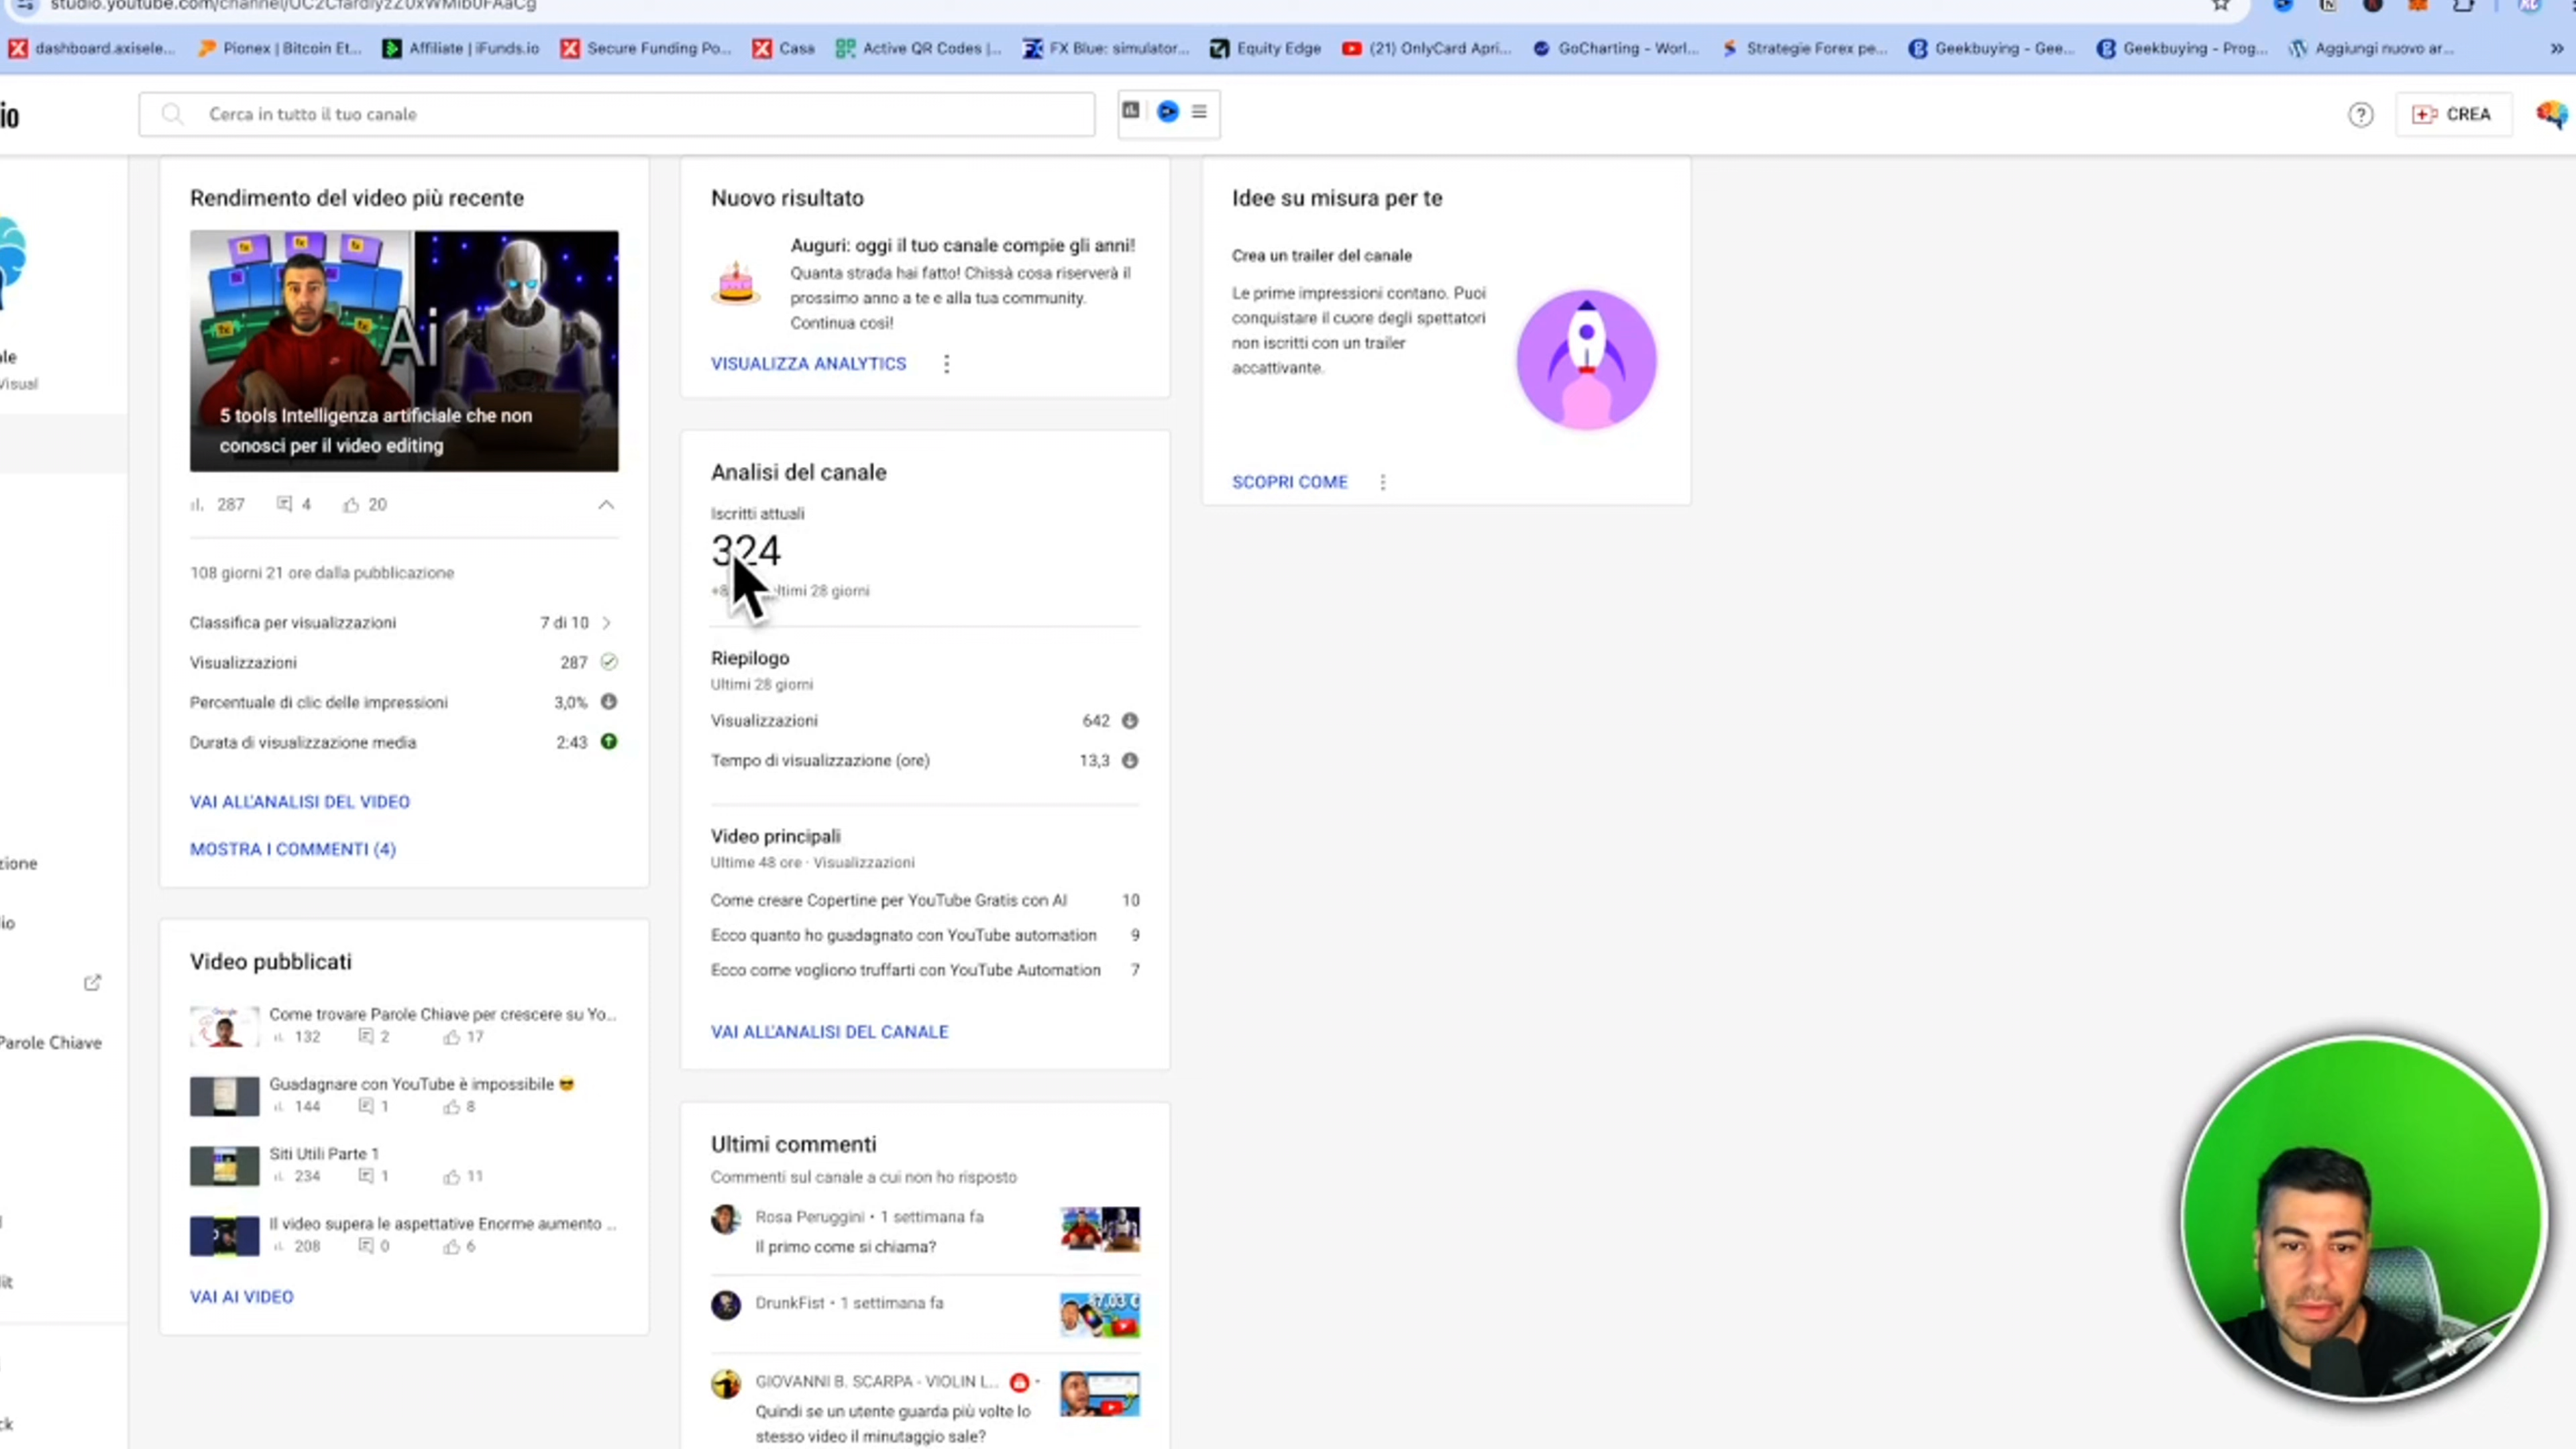 studio.youtube.com/channel/
dashboard.axisele...
Pionex | Bitcoin Et...
Affiliate | iFunds.io
Secure Funding Po...
Casa
Active QR Codes |...
FX Blue: simulator...
Equity Edge
(21) OnlyCard Apri...
GoCharting - Worl...
Strategie Forex pe...
Geekbuying - Gee...
Geekbuying - Prog...
Aggiungi nuovo ar...
»
io
Cerca in tutto il tuo canale
CREA
ale
Visual
zione
dio
Parole Chiave
dit
ck
Rendimento del video più recente
Ai
5 tools Intelligenza artificiale che non
conosci per il video editing
287 4 20
108 giorni 21 ore dalla pubblicazione
Classifica per visualizzazioni 7 di 10
Visualizzazioni 287
Percentuale di clic delle impressioni 3,0%
Durata di visualizzazione media 2:43
VAI ALL'ANALISI DEL VIDEO
MOSTRA I COMMENTI (4)
Video pubblicati
Come trovare Parole Chiave per crescere su Yo...
132 2 17
Guadagnare con YouTube è impossibile 😎
144 1 8
Siti Utili Parte 1
234 1 11
Il video supera le aspettative Enorme aumento ...
208 0 6
VAI AI VIDEO
Nuovo risultato
Auguri: oggi il tuo canale compie gli anni!
Quanta strada hai fatto! Chissà cosa riserverà il
prossimo anno a te e alla tua community.
Continua così!
VISUALIZZA ANALYTICS
Analisi del canale
Iscritti attuali
324
ultimi 28 giorni
Riepilogo
Ultimi 28 giorni
Visualizzazioni 642
Tempo di visualizzazione (ore) 13,3
Video principali
Ultime 48 ore · Visualizzazioni
Come creare Copertine per YouTube Gratis con AI 10
Ecco quanto ho guadagnato con YouTube automation 9
Ecco come vogliono truffarti con YouTube Automation 7
VAI ALL'ANALISI DEL CANALE
Ultimi commenti
Commenti sul canale a cui non ho risposto
Rosa Peruggini • 1 settimana fa
Il primo come si chiama?
DrunkFist • 1 settimana fa
GIOVANNI B. SCARPA - VIOLIN L... •
Quindi se un utente guarda più volte lo
stesso video il minutaggio sale?
Idee su misura per te
Crea un trailer del canale
Le prime impressioni contano. Puoi
conquistare il cuore degli spettatori
non iscritti con un trailer
accattivante.
SCOPRI COME